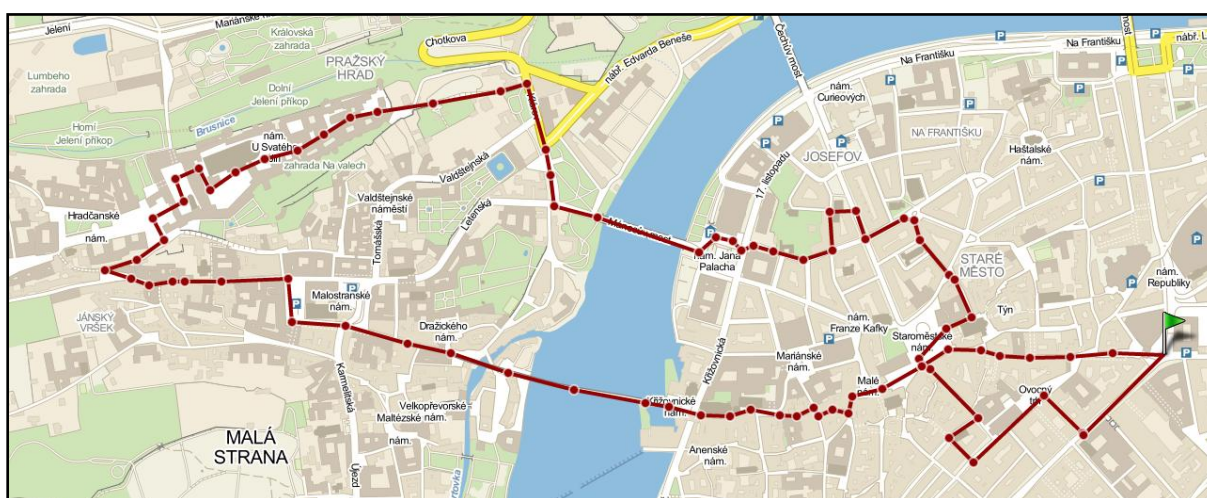 Jelení
Mariánské h
Královská
zahrada
Chotkova
PRAŽSKÝ
HRAD
Lumbeho
zahrada
Dolní
Jelení příkop
Brusnice
Horní
Jelení příkop
nám.
U Svatého
zahrada Na valech
Hradčanské
nám.
Valdštejnská
Valdštejnské
náměstí
Letenská
Tomášská
Malostranské
nám.
JÁNSKÝ
VRŠEK
Dražického
nám.
Karmelitská
Velkopřevorské
Maltézské nám.
nám.
MALÁ
STRANA
Újezd
nábř. Edvarda Beneše
Čechův most
Na Františku
Na Františku
most
nábř. L
nám.
Curieových
NA FRANTIŠKU
Haštalské
nám.
JOSEFOV
17. listopadu
nám. Jana
Palacha
STARÉ
MĚSTO
nám.
Republiky
Týn
nám.
Franze Kafky
Staroměstské
nám.
Mariánské
nám.
Křižovnická
Malé
nám.
Křižovnické
nám.
Ovocný
trh
Anenské
nám.